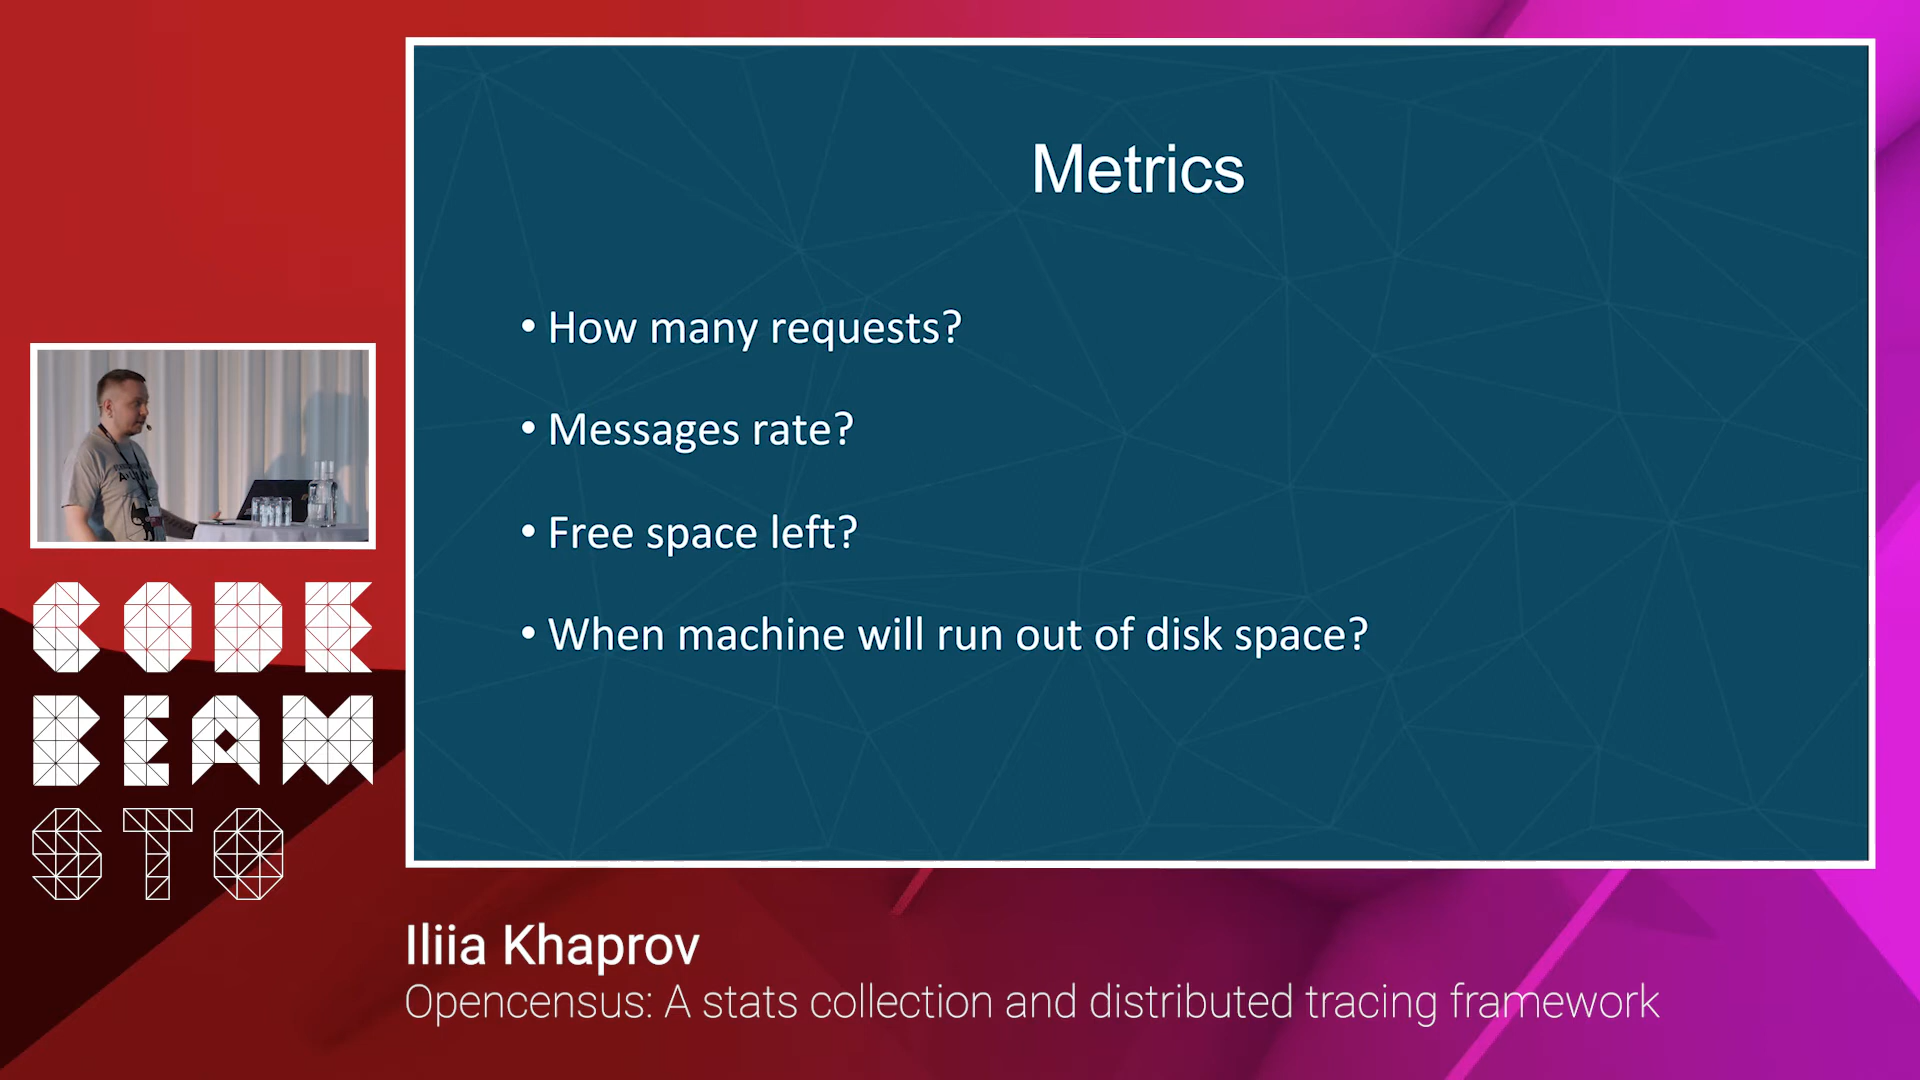 Metrics
• How many requests?
• Messages rate?
• Free space left?
• When machine will run out of disk space?
CODE
BEAM
STO
Iliia Khaprov
Opencensus: A stats collection and distributed tracing framework